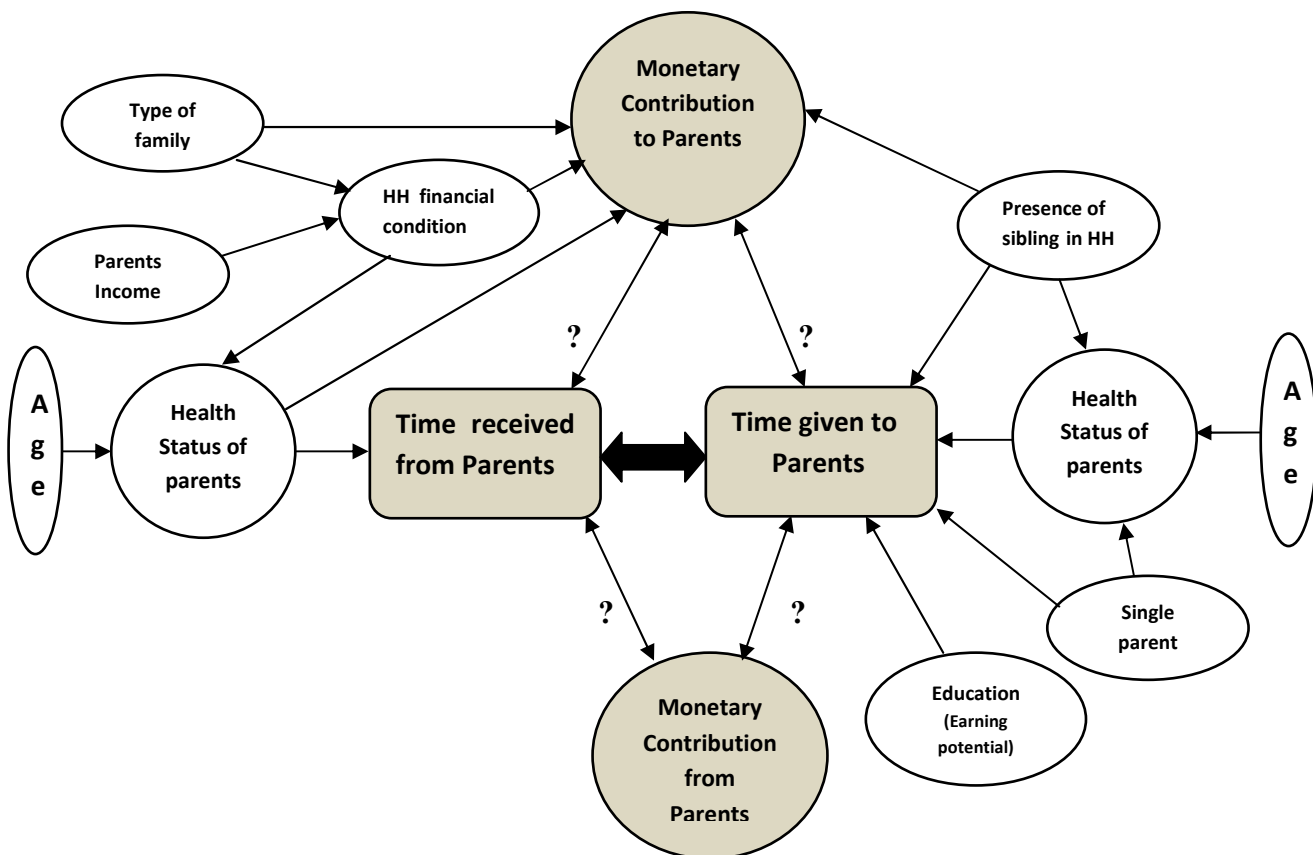 Monetary
Contribution
to Parents
Type of
family
HH financial
condition
Presence of
sibling in HH
Parents
Income
?
?
A
g
e
Health
Status of
parents
Time received
from Parents
Time given to
Parents
Health
Status of
parents
A
g
e
?
?
Single
parent
Education
(Earning
potential)
Monetary
Contribution
from
Parents